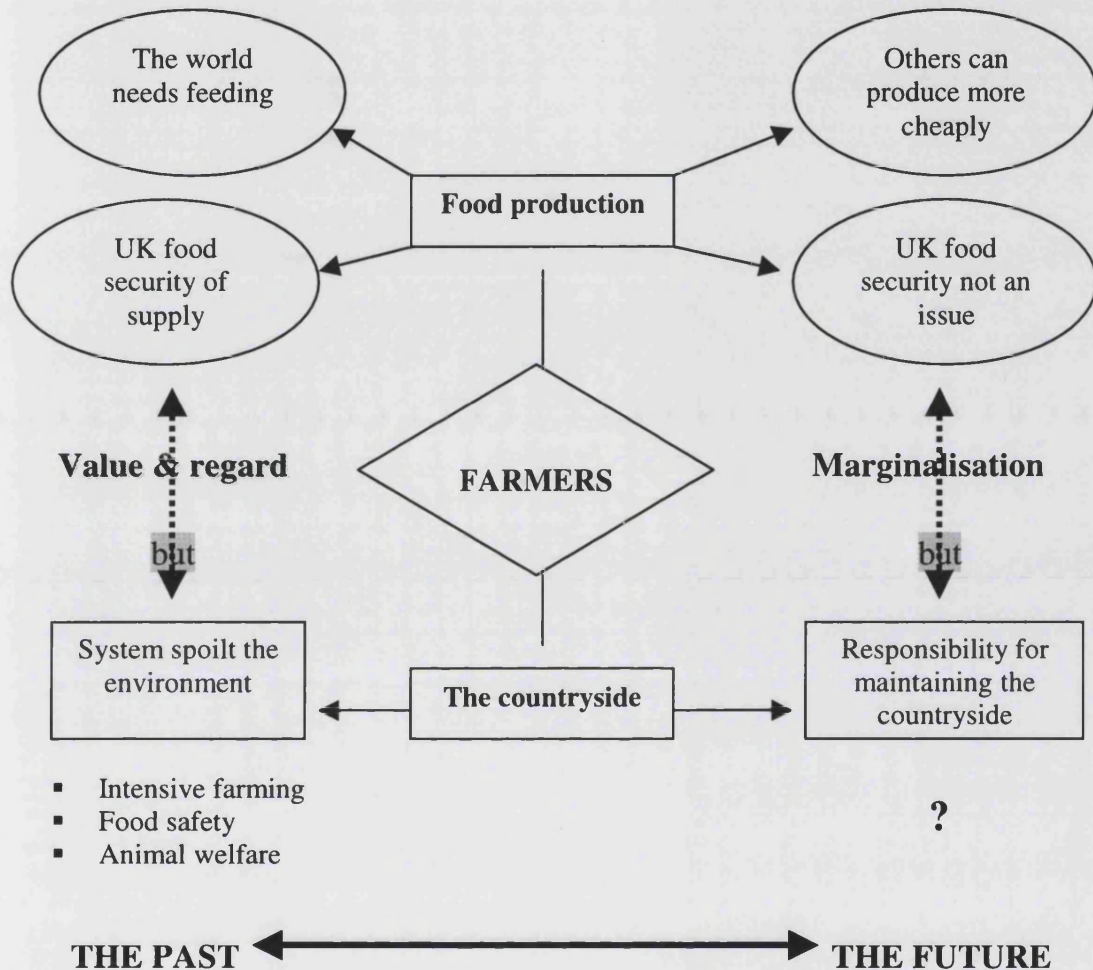 The world
needs feeding
Others can
produce more
cheaply
Food production
UK food
security of
supply
UK food
security not an
issue
Value & regard
FARMERS
Marginalisation
but
but
System spoilt the
environment
The countryside
Responsibility for
maintaining the
countryside
▪ Intensive farming
▪ Food safety
▪ Animal welfare
?
THE PAST
THE FUTURE